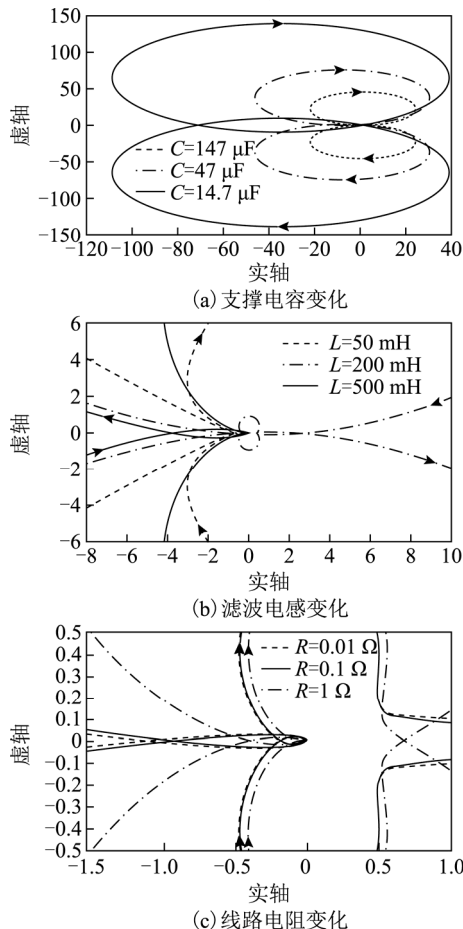 150
100
50
0
−50
−100
−150
虚轴
C=147 μF
C=47 μF
C=14.7 μF
−120 −100 −80 −60 −40 −20 0 20 40
实轴
(a) 支撑电容变化
6
4
2
0
−2
−4
−6
虚轴
L=50 mH
L=200 mH
L=500 mH
−8 −6 −4 −2 0 2 4 6 8 10
实轴
(b) 滤波电感变化
0.5
0.4
0.3
0.2
0.1
0
−0.1
−0.2
−0.3
−0.4
−0.5
虚轴
R=0.01 Ω
R=0.1 Ω
R=1 Ω
−1.5 −1.0 −0.5 0 0.5 1.0
实轴
(c) 线路电阻变化